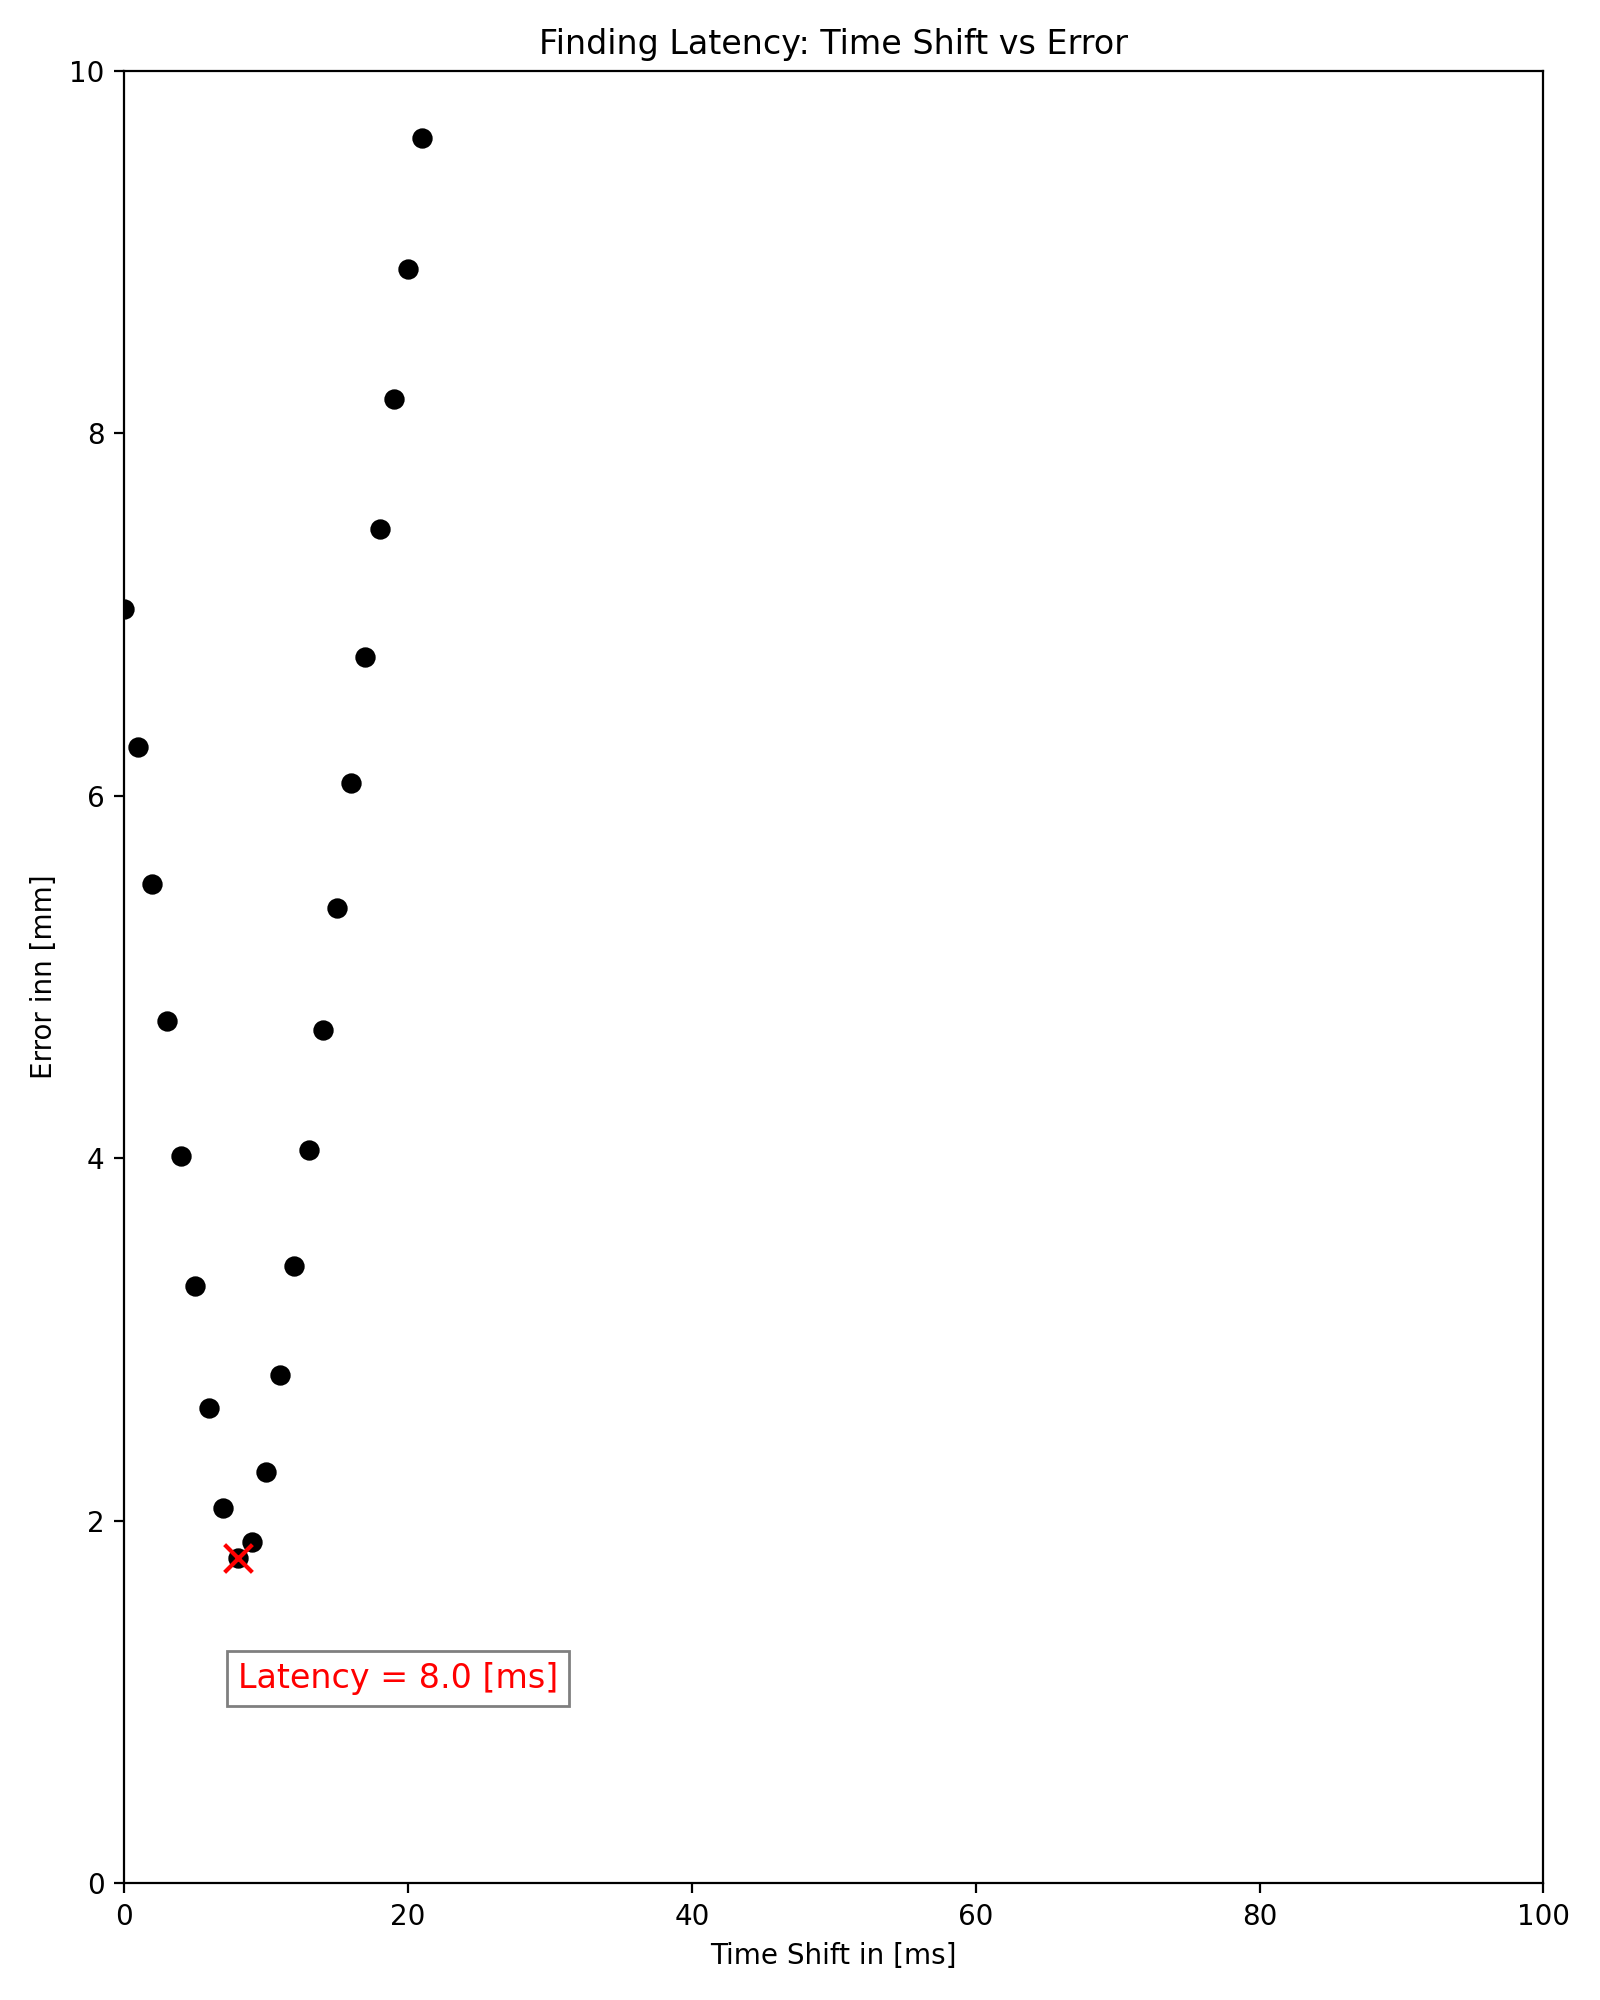 Finding Latency: Time Shift vs Error
10
8
6
4
2
0
Error inn [mm]
Latency = 8.0 [ms]
0 20 40 60 80 100
Time Shift in [ms]